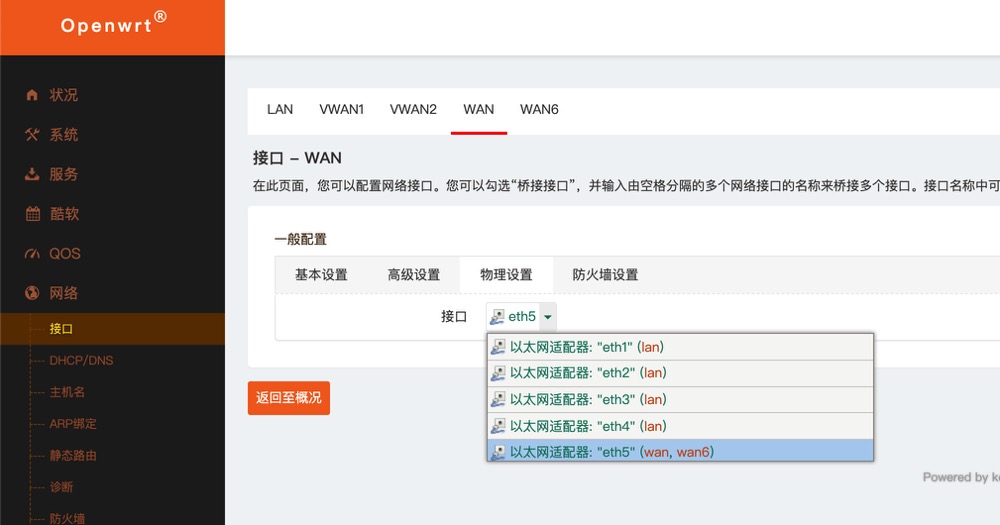 Openwrt®
状况
系统
服务
酷软
QOS
网络
接口
DHCP/DNS
主机名
ARP绑定
静态路由
诊断
防火墙
LAN VWAN1 VWAN2 WAN WAN6
接口 – WAN
在此页面，您可以配置网络接口。您可以勾选“桥接接口”，并输入由空格分隔的多个网络接口的名称来桥接多个接口。接口名称中可
一般配置
基本设置 高级设置 物理设置 防火墙设置
接口 eth5
以太网适配器: "eth1" (lan)
以太网适配器: "eth2" (lan)
以太网适配器: "eth3" (lan)
以太网适配器: "eth4" (lan)
以太网适配器: "eth5" (wan, wan6)
返回至概况
Powered by